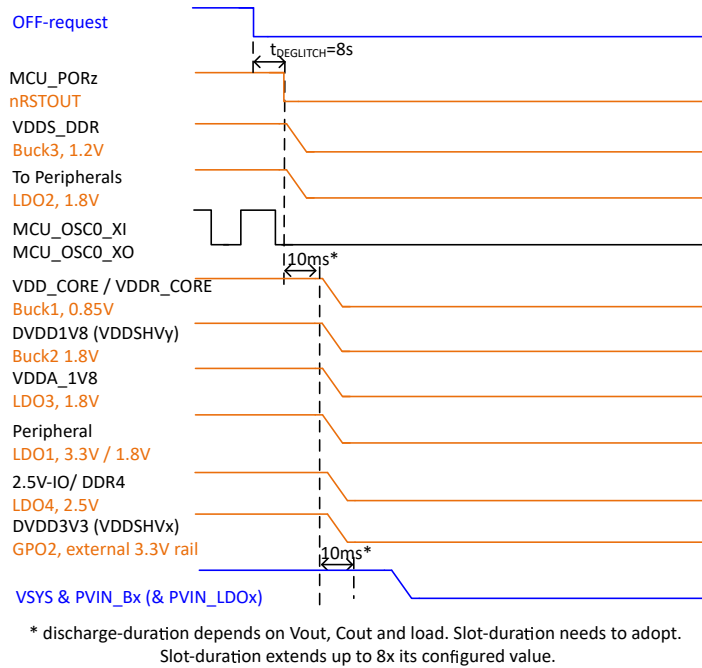 OFF-request
tDEGLITCH=8s
MCU_PORz
nRSTOUT
VDDS_DDR
Buck3, 1.2V
To Peripherals
LDO2, 1.8V
MCU_OSC0_XI
MCU_OSC0_XO
10ms*
VDD_CORE / VDDR_CORE
Buck1, 0.85V
DVDD1V8 (VDDSHVy)
Buck2 1.8V
VDDA_1V8
LDO3, 1.8V
Peripheral
LDO1, 3.3V / 1.8V
2.5V-IO/ DDR4
LDO4, 2.5V
DVDD3V3 (VDDSHVx)
GPO2, external 3.3V rail
10ms*
VSYS & PVIN_Bx (& PVIN_LDOx)
* discharge-duration depends on Vout, Cout and load. Slot-duration needs to adopt.
Slot-duration extends up to 8x its configured value.